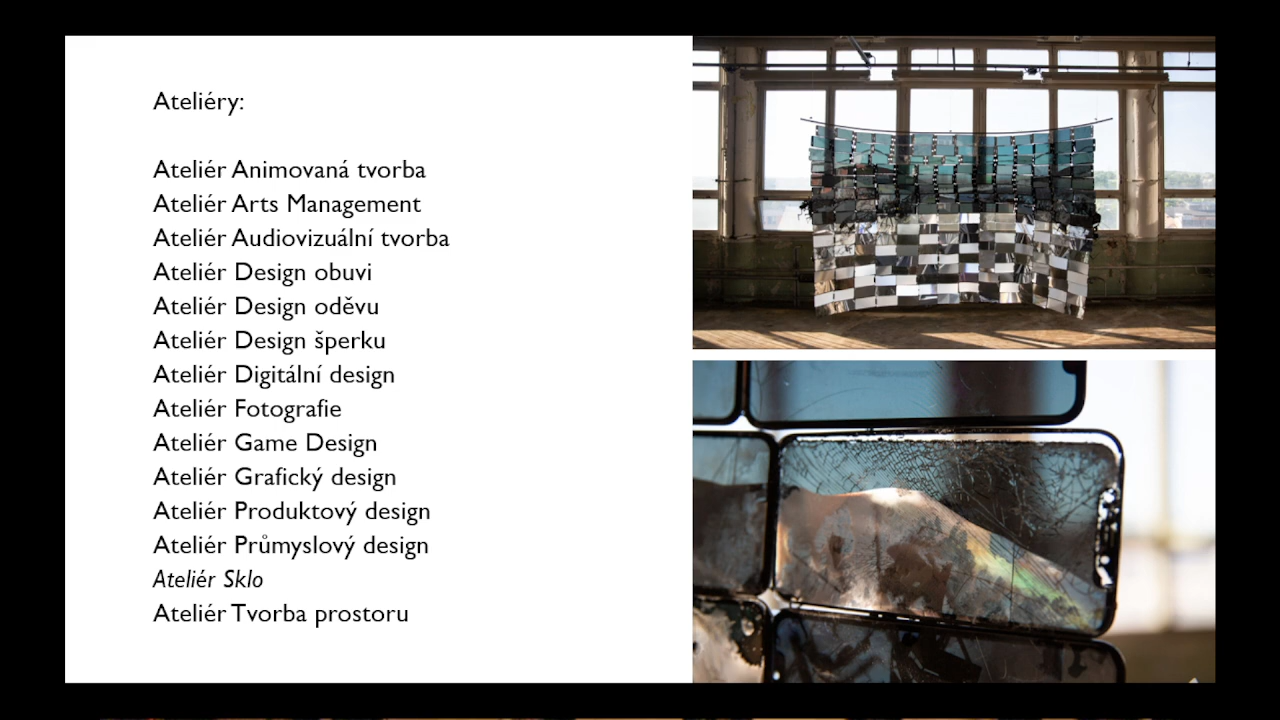 Ateliéry:
Ateliér Animovaná tvorba
Ateliér Arts Management
Ateliér Audiovizuální tvorba
Ateliér Design obuvi
Ateliér Design oděvu
Ateliér Design šperku
Ateliér Digitální design
Ateliér Fotografie
Ateliér Game Design
Ateliér Grafický design
Ateliér Produktový design
Ateliér Průmyslový design
Ateliér Sklo
Ateliér Tvorba prostoru